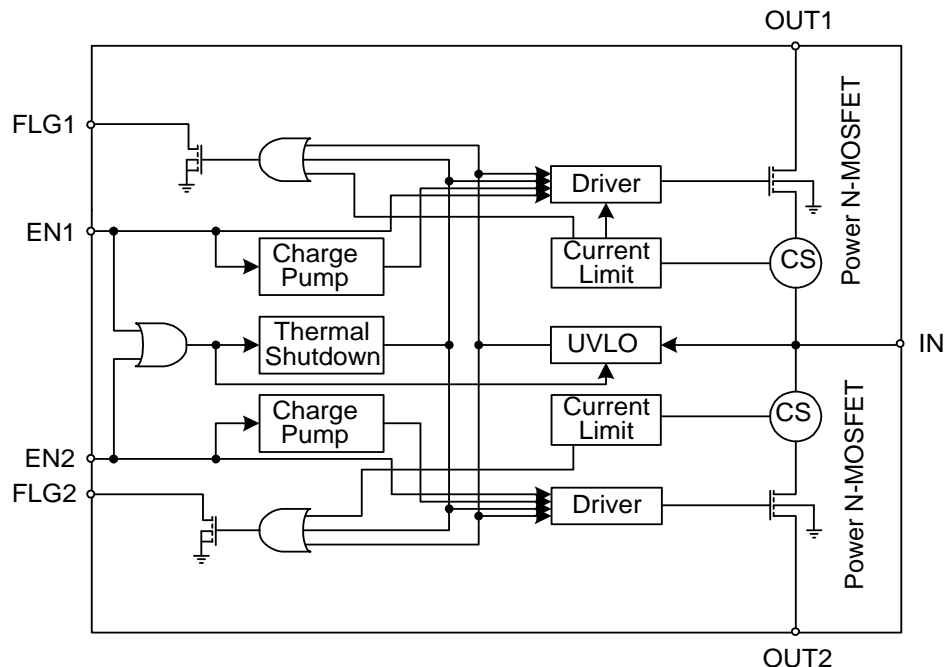 OUT1
FLG1
Driver
Power N-MOSFET
EN1
Charge
Pump
Current
Limit
CS
Thermal
Shutdown
UVLO
IN
Charge
Pump
Current
Limit
CS
EN2
FLG2
Driver
Power N-MOSFET
OUT2